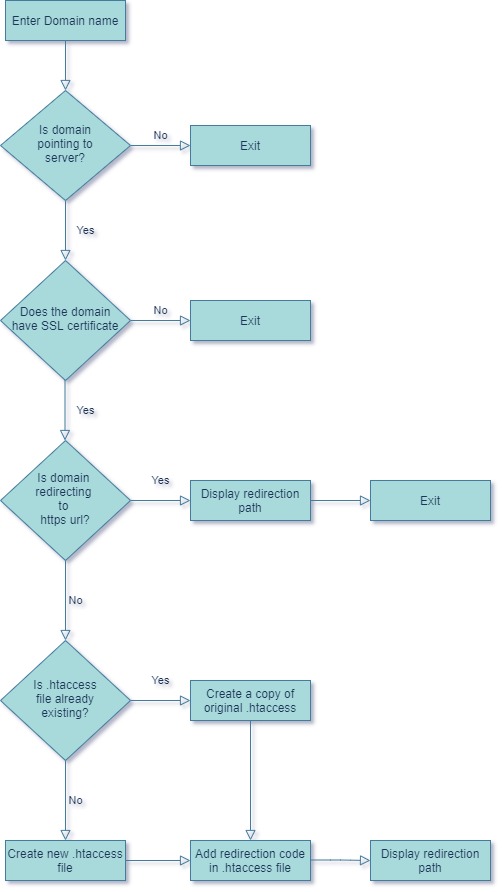 Enter Domain name
Is domain
pointing to
server?
No
Exit
Yes
Does the domain
have SSL certificate
No
Exit
Yes
Is domain
redirecting
to
https url?
Yes
Display redirection
path
Exit
No
Is .htaccess
file already
existing?
Yes
Create a copy of
original .htaccess
No
Create new .htaccess
file
Add redirection code
in .htaccess file
Display redirection
path